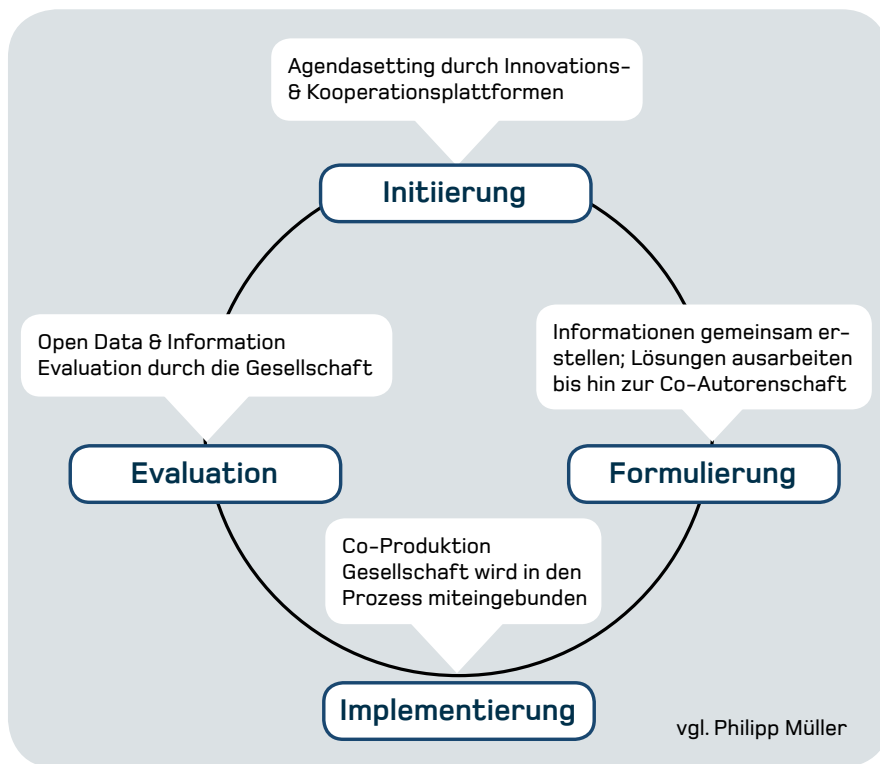 Agendasetting durch Innovations-
& Kooperationsplattformen
Initiierung
Open Data & Information
Evaluation durch die Gesellschaft
Informationen gemeinsam er-
stellen; Lösungen ausarbeiten
bis hin zur Co-Autorenschaft
Evaluation
Formulierung
Co-Produktion
Gesellschaft wird in den
Prozess miteingebunden
Implementierung
vgl. Philipp Müller